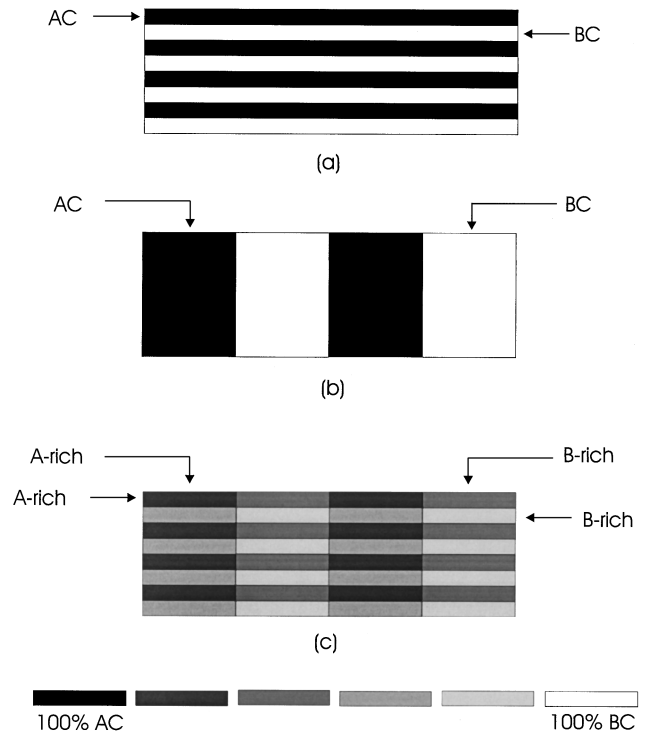 AC
BC
(a)
AC
BC
(b)
A-rich
B-rich
A-rich
B-rich
(c)
100% AC
100% BC